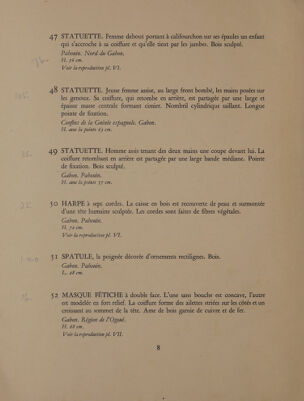 47 STATUETTE. Femme debout portant à califourchon sur ses épaules un enfant
qui s'accroche à sa coiffure et qu'elle tient par les jambes. Bois sculpté.
Pahouin. Nord du Gabon.
H. 56 cm.
Voir la reproduction pl. VI.
48 STATUETTE. Jeune femme assise, au large front bombé, les mains posées sur
les genoux. Sa coiffure, qui retombe en arrière, est partagée par une large et
épaisse masse centrale formant cimier. Nombril cylindrique saillant. Longue
pointe de fixation.
Confins de la Guinée espagnole. Gabon.
H. avec la pointe 63 cm.
49 STATUETTE. Homme assis tenant des deux mains une coupe devant lui. La
coiffure retombant en arrière est partagée par une large bande médiane. Pointe
de fixation. Bois sculpté.
Gabon. Pahouin.
H. avec la pointe 57 cm.
50 HARPE à sept cordes. La caisse en bois est recouverte de peau et surmontée
d'une tête humaine sculptée. Les cordes sont faites de fibres végétales.
Gabon. Pahouin.
H. 72 cm.
Voir la reproduction pl. VI.
51 SPATULE, la poignée décorée d'ornements rectilignes. Bois.
Gabon. Pahouin.
L. 28 cm.
52 MASQUE FÉTICHE à double face. L'une sans bouche est concave, l'autre
est modelée en fort relief. La coiffure forme des ailettes striées sur les côtés et un
croissant au sommet de la tête. Ame de bois garnie de cuivre et de fer.
Gabon. Région de l'Ogoué.
H. 68 cm.
Voir la reproduction pl. VII.
8